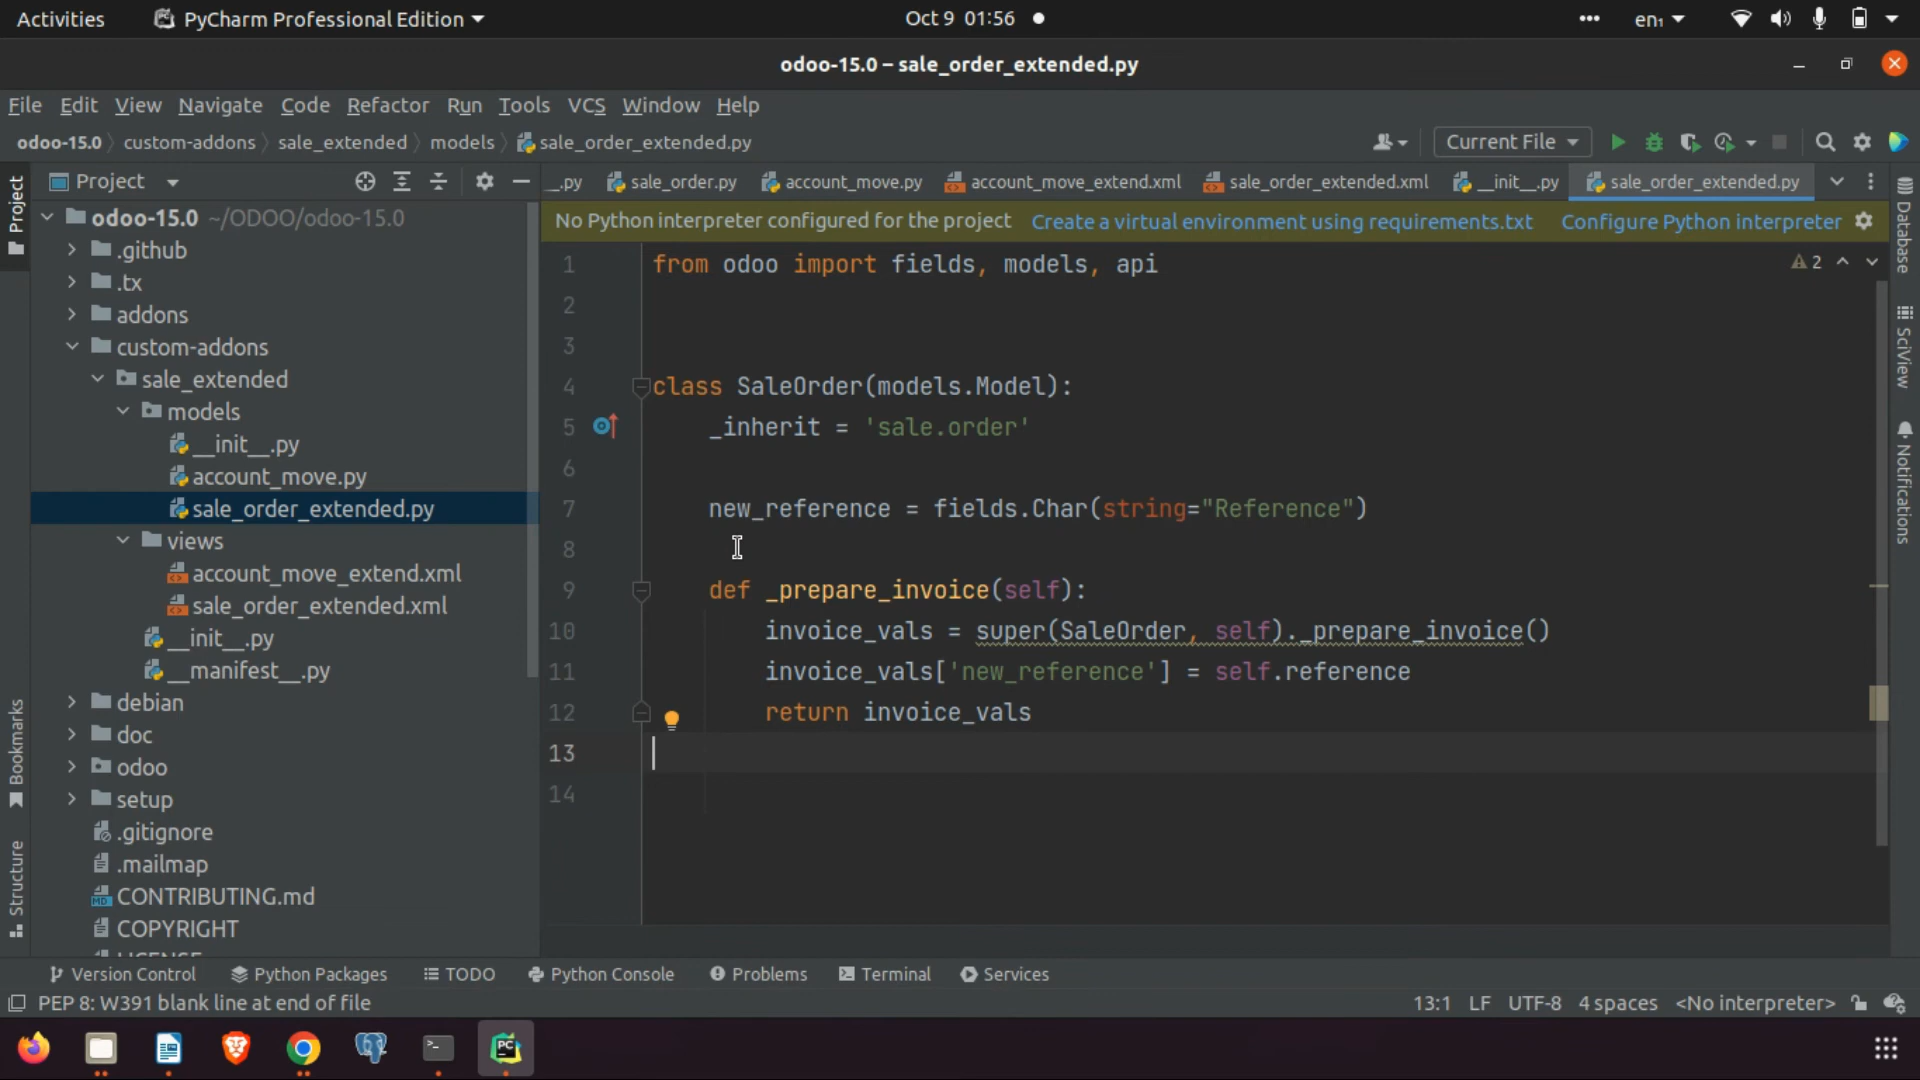 Activities PyCharm Professional Edition Oct 9 01:56 en1
odoo-15.0 – sale_order_extended.py
File Edit View Navigate Code Refactor Run Tools VCS Window Help
odoo-15.0 custom-addons sale_extended models sale_order_extended.py Current File
Project
__.py sale_order.py account_move.py account_move_extend.xml sale_order_extended.xml __init__.py sale_order_extended.py
No Python interpreter configured for the project Create a virtual environment using requirements.txt Configure Python interpreter
Project
Bookmarks
Structure
odoo-15.0 ~/ODOO/odoo-15.0
.github
.tx
addons
custom-addons
sale_extended
models
__init__.py
account_move.py
sale_order_extended.py
views
account_move_extend.xml
sale_order_extended.xml
__init__.py
__manifest__.py
debian
doc
odoo
setup
.gitignore
.mailmap
CONTRIBUTING.md
COPYRIGHT
LICENSE
1 from odoo import fields, models, api
2
3
4 class SaleOrder(models.Model):
5 _inherit = 'sale.order'
6
7 new_reference = fields.Char(string="Reference")
8
9 def _prepare_invoice(self):
10 invoice_vals = super(SaleOrder, self)._prepare_invoice()
11 invoice_vals['new_reference'] = self.reference
12 return invoice_vals
13
14
2
Database
SciView
Notifications
Version Control Python Packages TODO Python Console Problems Terminal Services
PEP 8: W391 blank line at end of file 13:1 LF UTF-8 4 spaces <No interpreter>